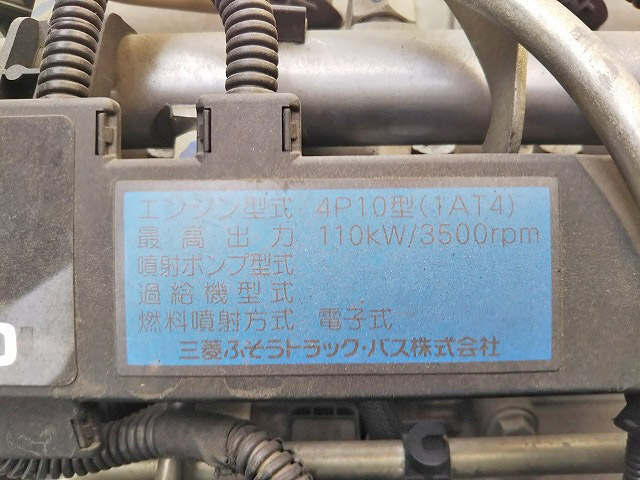 エンジン型式 4P10型(1AT4)
最高出力 110kW/3500rpm
噴射ポンプ型式
過給機型式
燃料噴射方式 電子式
三菱ふそうトラック・バス株式会社
0